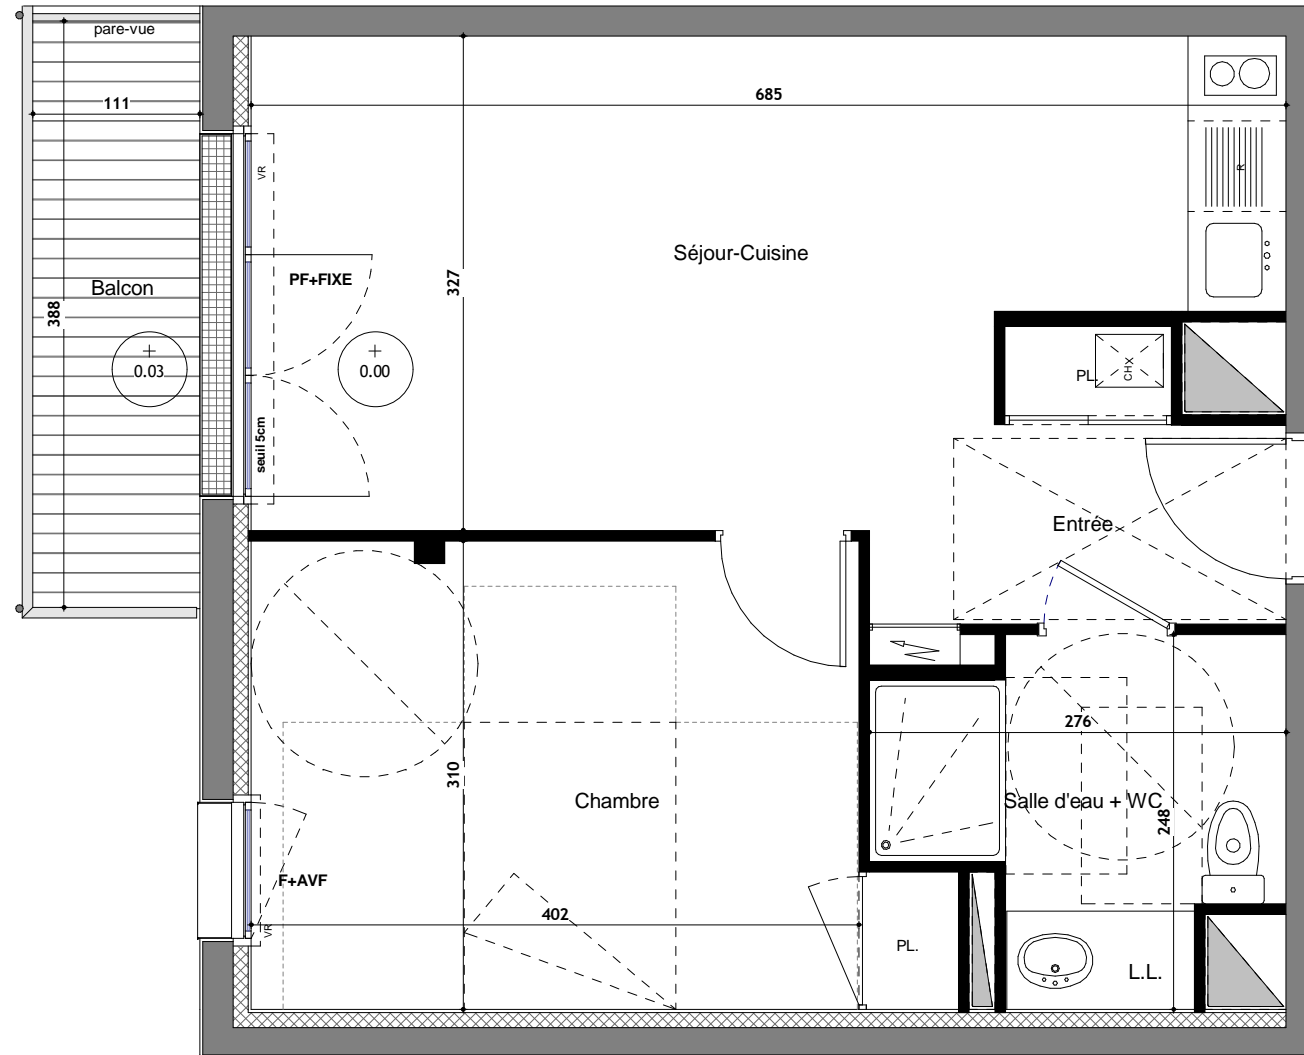 pare-vue
111
685
VR
R
Séjour-Cuisine
PF+FIXE
327
Balcon
388
0.03
0.00
PL.
CHX
seuil 5cm
Entrée
276
310
Chambre
Salle d'eau + WC
248
F+AVF
402
VR
PL.
L.L.